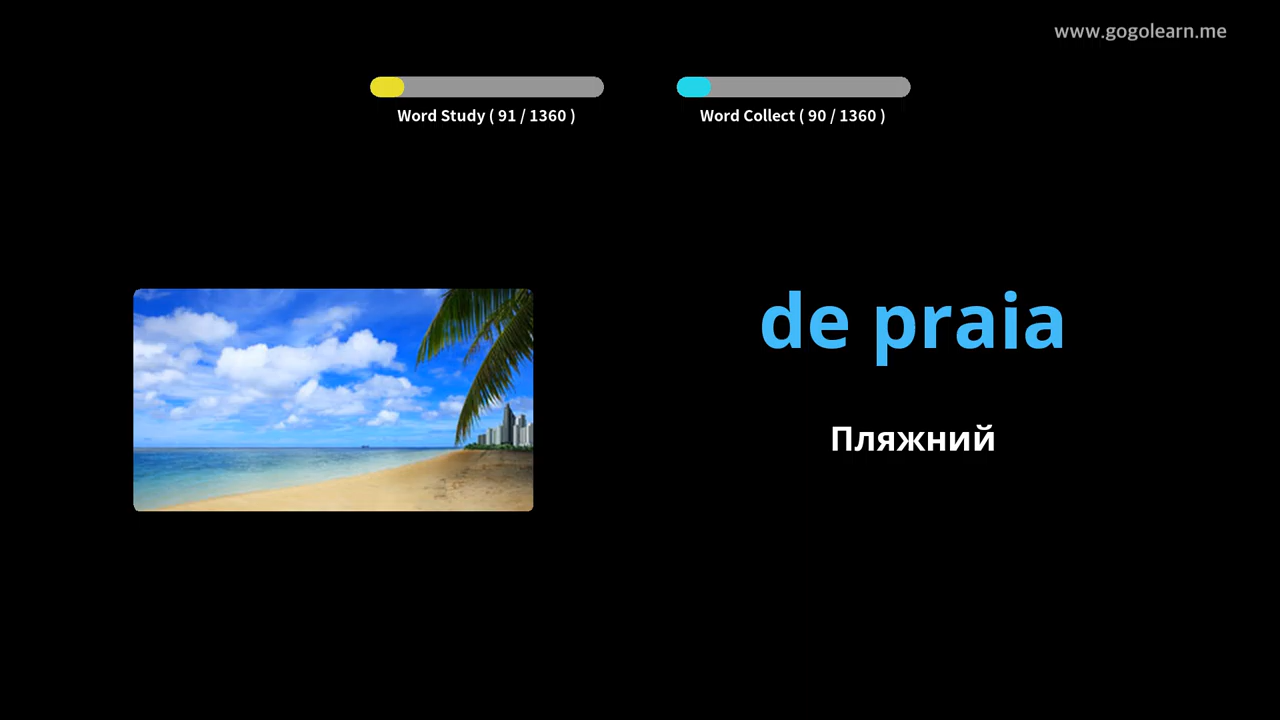 www.gogolearn.me
Word Study ( 91 / 1360 )
Word Collect ( 90 / 1360 )
de praia
Пляжний